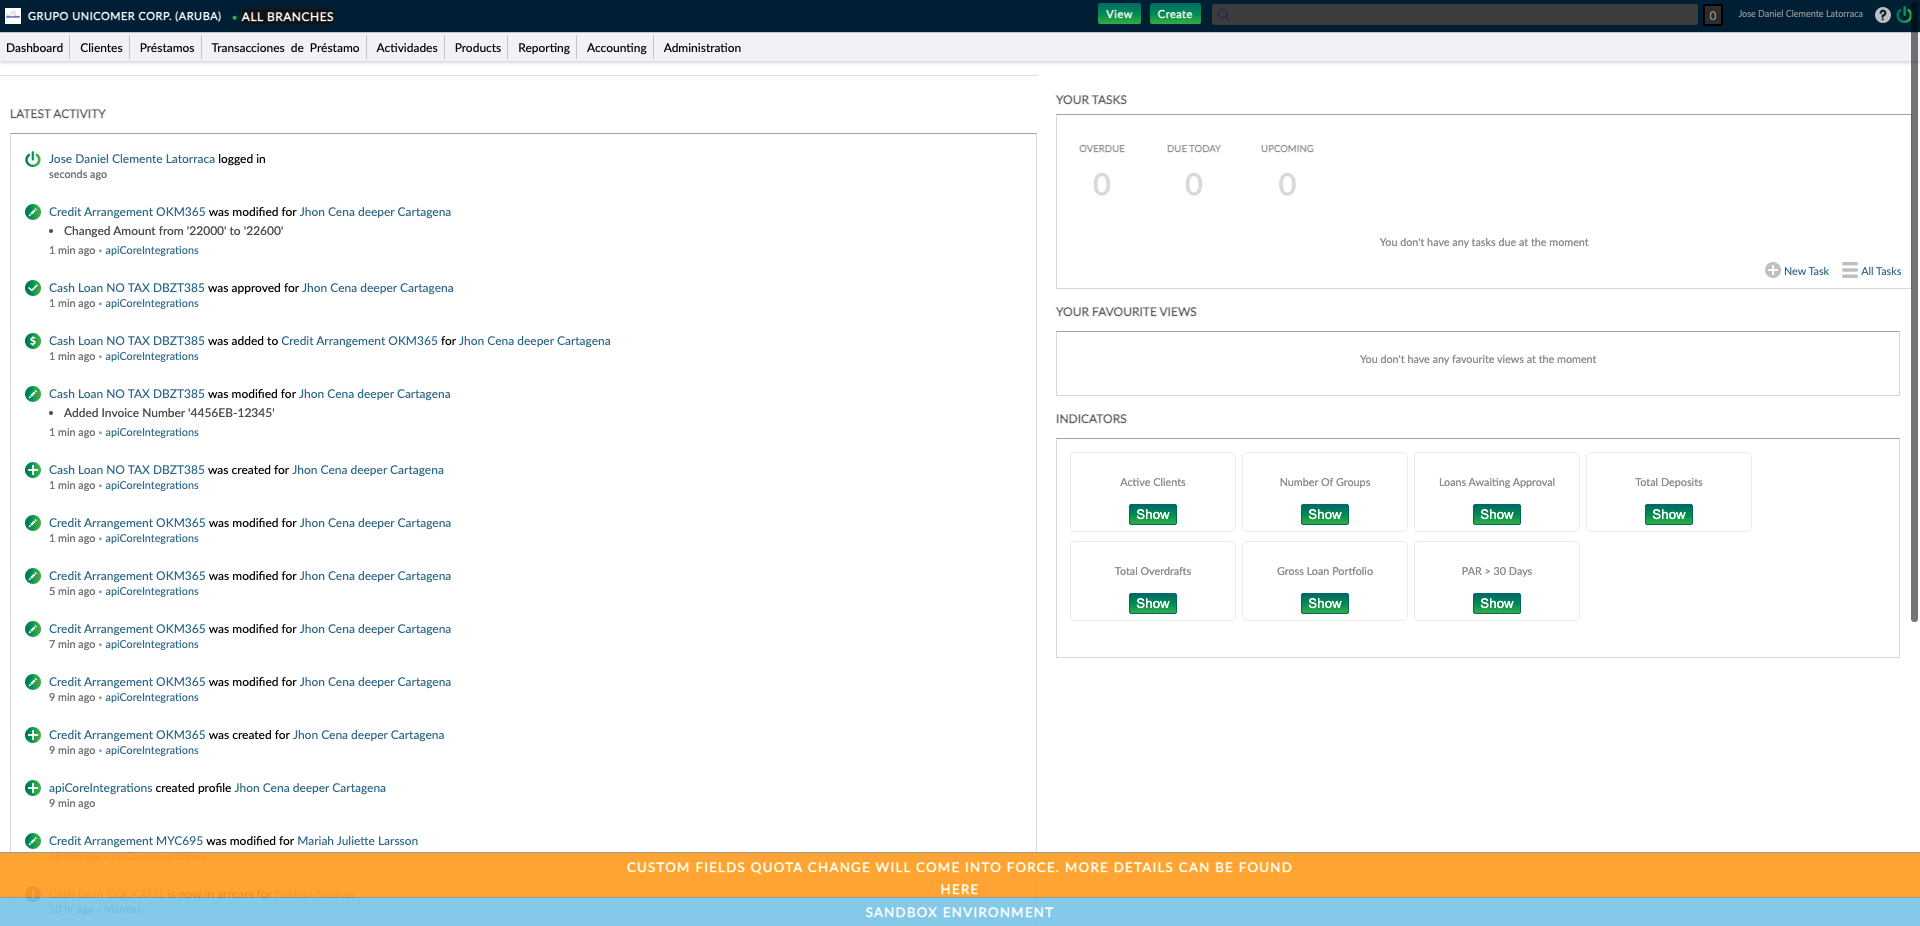 GRUPO UNICOMER CORP. (ARUBA) • ALL BRANCHES
View Create 0 Jose Daniel Clemente Latorraca ?
Dashboard Clientes Préstamos Transacciones de Préstamo Actividades Products Reporting Accounting Administration
LATEST ACTIVITY
Jose Daniel Clemente Latorraca logged in
seconds ago
Credit Arrangement OKM365 was modified for Jhon Cena deeper Cartagena
• Changed Amount from '22000' to '22600'
1 min ago • apiCoreIntegrations
Cash Loan NO TAX DBZT385 was approved for Jhon Cena deeper Cartagena
1 min ago • apiCoreIntegrations
Cash Loan NO TAX DBZT385 was added to Credit Arrangement OKM365 for Jhon Cena deeper Cartagena
1 min ago • apiCoreIntegrations
Cash Loan NO TAX DBZT385 was modified for Jhon Cena deeper Cartagena
• Added Invoice Number '4456EB-12345'
1 min ago • apiCoreIntegrations
Cash Loan NO TAX DBZT385 was created for Jhon Cena deeper Cartagena
1 min ago • apiCoreIntegrations
Credit Arrangement OKM365 was modified for Jhon Cena deeper Cartagena
1 min ago • apiCoreIntegrations
Credit Arrangement OKM365 was modified for Jhon Cena deeper Cartagena
5 min ago • apiCoreIntegrations
Credit Arrangement OKM365 was modified for Jhon Cena deeper Cartagena
7 min ago • apiCoreIntegrations
Credit Arrangement OKM365 was modified for Jhon Cena deeper Cartagena
9 min ago • apiCoreIntegrations
Credit Arrangement OKM365 was created for Jhon Cena deeper Cartagena
9 min ago • apiCoreIntegrations
apiCoreIntegrations created profile Jhon Cena deeper Cartagena
9 min ago
Credit Arrangement MYC695 was modified for Mariah Juliette Larsson
46 min ago • apiCoreIntegrations
is now in arrears for Nathan Nathan
10 hr ago • Mambu
YOUR TASKS
OVERDUE DUE TODAY UPCOMING
0 0 0
You don't have any tasks due at the moment
New Task All Tasks
YOUR FAVOURITE VIEWS
You don't have any favourite views at the moment
INDICATORS
Active Clients Number Of Groups Loans Awaiting Approval Total Deposits
Show Show Show Show
Total Overdrafts Gross Loan Portfolio PAR > 30 Days
Show Show Show
CUSTOM FIELDS QUOTA CHANGE WILL COME INTO FORCE. MORE DETAILS CAN BE FOUND
HERE
SANDBOX ENVIRONMENT